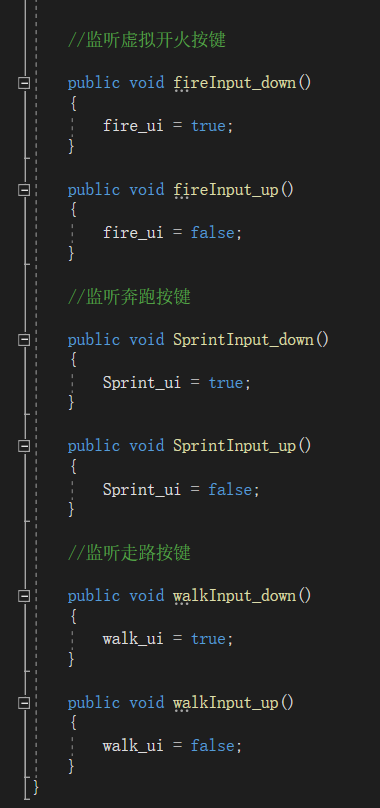 //监听虚拟开火按键
public void fireInput_down()
{
fire_ui = true;
}
public void fireInput_up()
{
fire_ui = false;
}
//监听奔跑按键
public void SprintInput_down()
{
Sprint_ui = true;
}
public void SprintInput_up()
{
Sprint_ui = false;
}
//监听走路按键
public void walkInput_down()
{
walk_ui = true;
}
public void walkInput_up()
{
walk_ui = false;
}
}